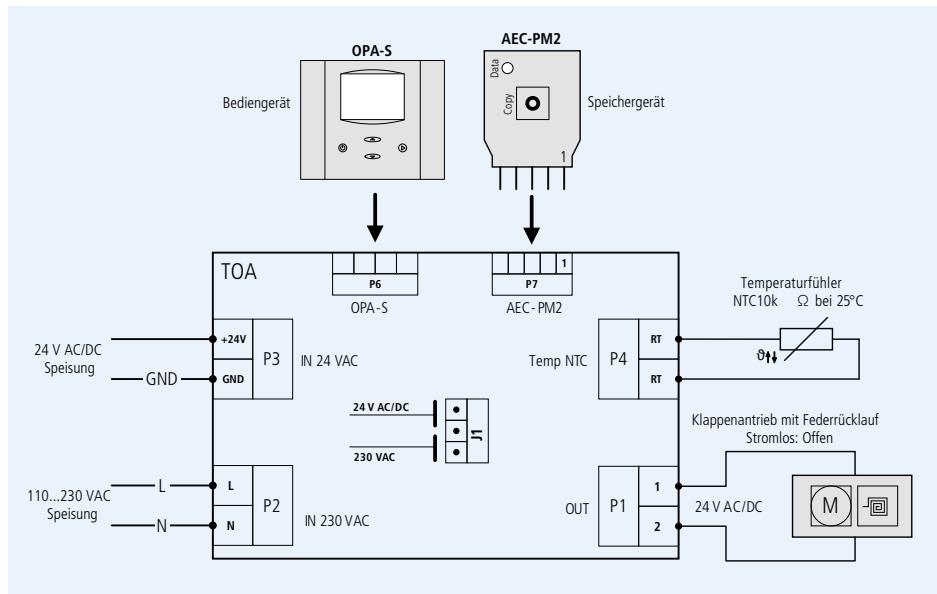 OPA-S
Bediengerät
AEC-PM2
Data
Copy
1
Speichergerät
TOA
P6
OPA-S
1
P7
AEC-PM2
24 V AC/DC
Speisung
GND
+24V
GND
P3
IN 24 VAC
Temp NTC
P4
RT
RT
Temperaturfühler
NTC10k Ω bei 25°C
ϑ
24 V AC/DC
230 VAC
J1
110...230 VAC
Speisung
L
N
L
N
P2
IN 230 VAC
OUT
P1
1
2
24 V AC/DC
Klappenantrieb mit Federrücklauf
Stromlos: Offen
M